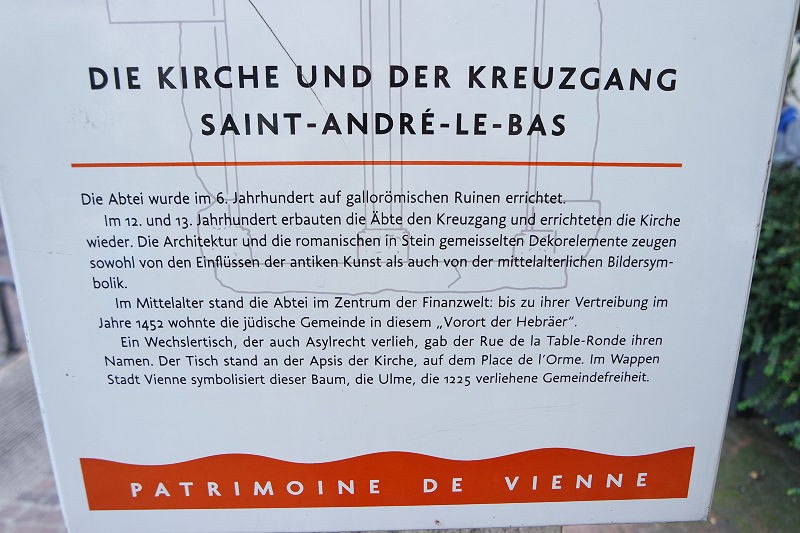 DIE KIRCHE UND DER KREUZGANG
SAINT-ANDRÉ-LE-BAS
Die Abtei wurde im 6. Jahrhundert auf gallorömischen Ruinen errichtet.
Im 12. und 13. Jahrhundert erbauten die Äbte den Kreuzgang und errichteten die Kirche
wieder. Die Architektur und die romanischen in Stein gemeisselten Dekorelemente zeugen
sowohl von den Einflüssen der antiken Kunst als auch von der mittelalterlichen Bildersym-
bolik.
Im Mittelalter stand die Abtei im Zentrum der Finanzwelt: bis zu ihrer Vertreibung im
Jahre 1452 wohnte die jüdische Gemeinde in diesem „Vorort der Hebräer".
Ein Wechslertisch, der auch Asylrecht verlieh, gab der Rue de la Table-Ronde ihren
Namen. Der Tisch stand an der Apsis der Kirche, auf dem Place de l'Orme. Im Wappen
Stadt Vienne symbolisiert dieser Baum, die Ulme, die 1225 verliehene Gemeindefreiheit.
PATRIMOINE DE VIENNE